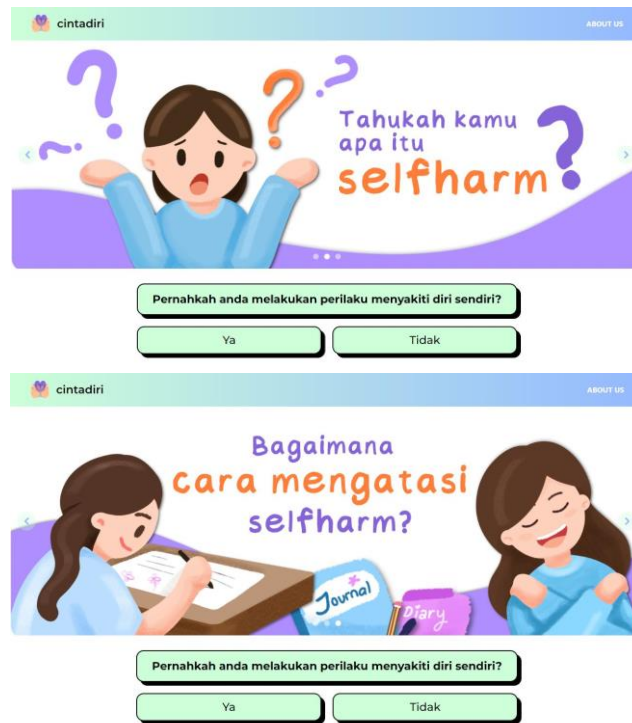 cintadiri
ABOUT US
Tahukah kamu
apa itu
selfharm?
Pernahkah anda melakukan perilaku menyakiti diri sendiri?
Ya
Tidak
cintadiri
ABOUT US
Bagaimana
cara mengatasi
selfharm?
Journal
Diary
Pernahkah anda melakukan perilaku menyakiti diri sendiri?
Ya
Tidak